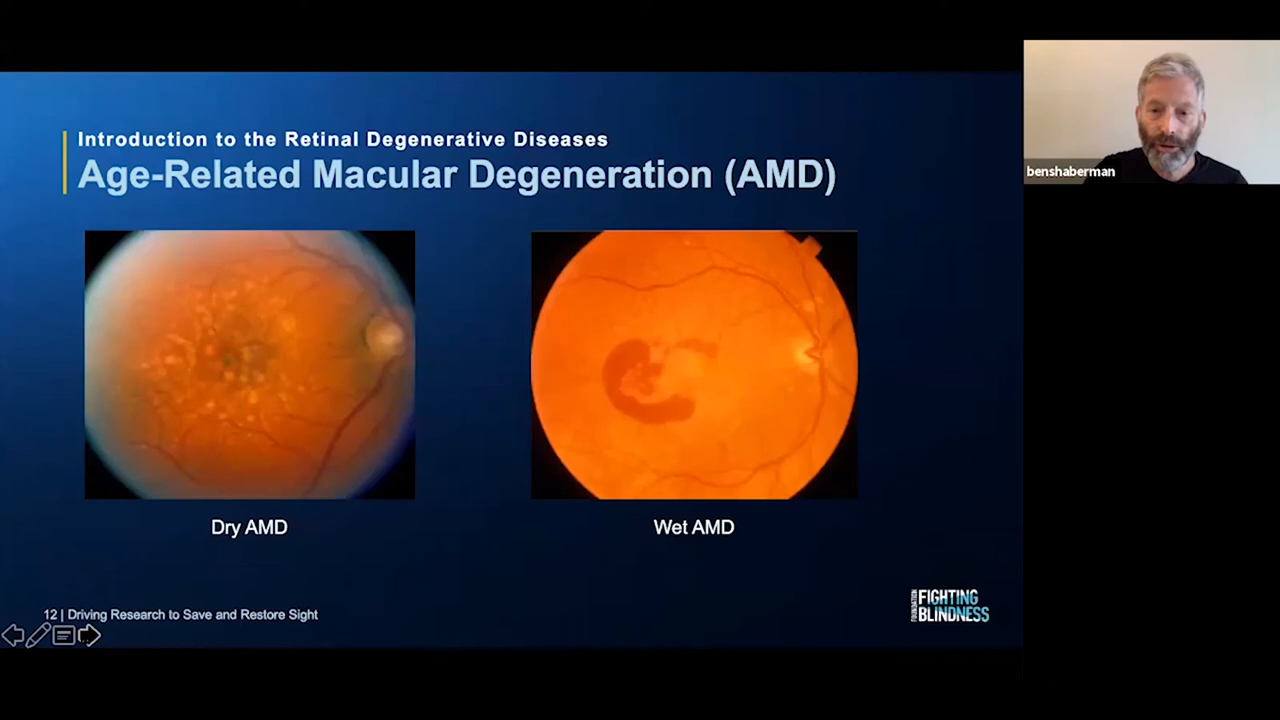 Introduction to the Retinal Degenerative Diseases
Age-Related Macular Degeneration (AMD)
benshaberman
Dry AMD
Wet AMD
12 | Driving Research to Save and Restore Sight
FOUNDATION
FIGHTING
BLINDNESS